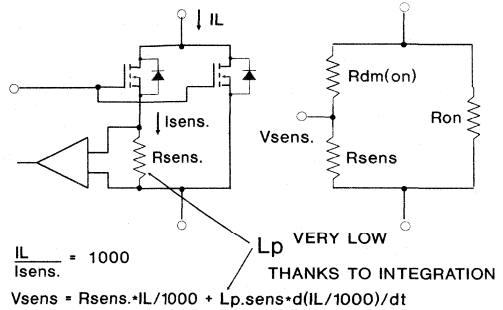 IL
Rdm(on)
Isens.
Vsens.
Ron
Rsens.
Rsens
Lp VERY LOW
THANKS TO INTEGRATION
IL
Isens. = 1000
Vsens = Rsens.*IL/1000 + Lp.sens*d(IL/1000)/dt